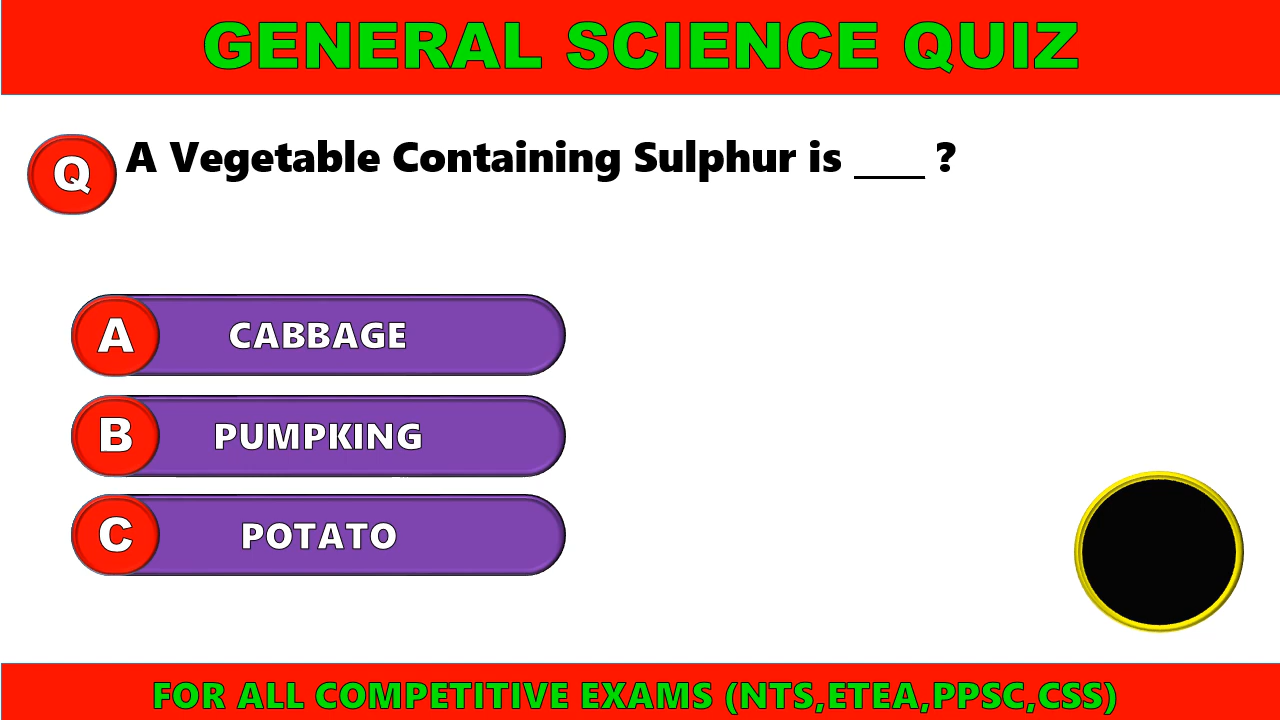 GENERAL SCIENCE QUIZ
Q A Vegetable Containing Sulphur is ____ ?
A CABBAGE
B PUMPKING
C POTATO
FOR ALL COMPETITIVE EXAMS (NTS,ETEA,PPSC,CSS)